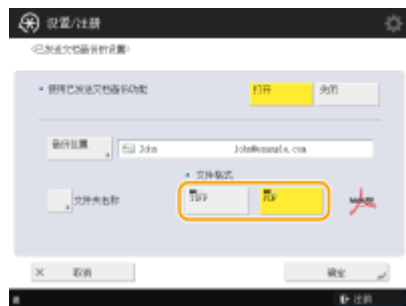 设置/注册
<已发送文档备份的设置>
使用已发送文档备份功能
打开
关闭
备份位置
John
John@example.com
文件格式
文件夹名称
TIFF
PDF
取消
确定
注册